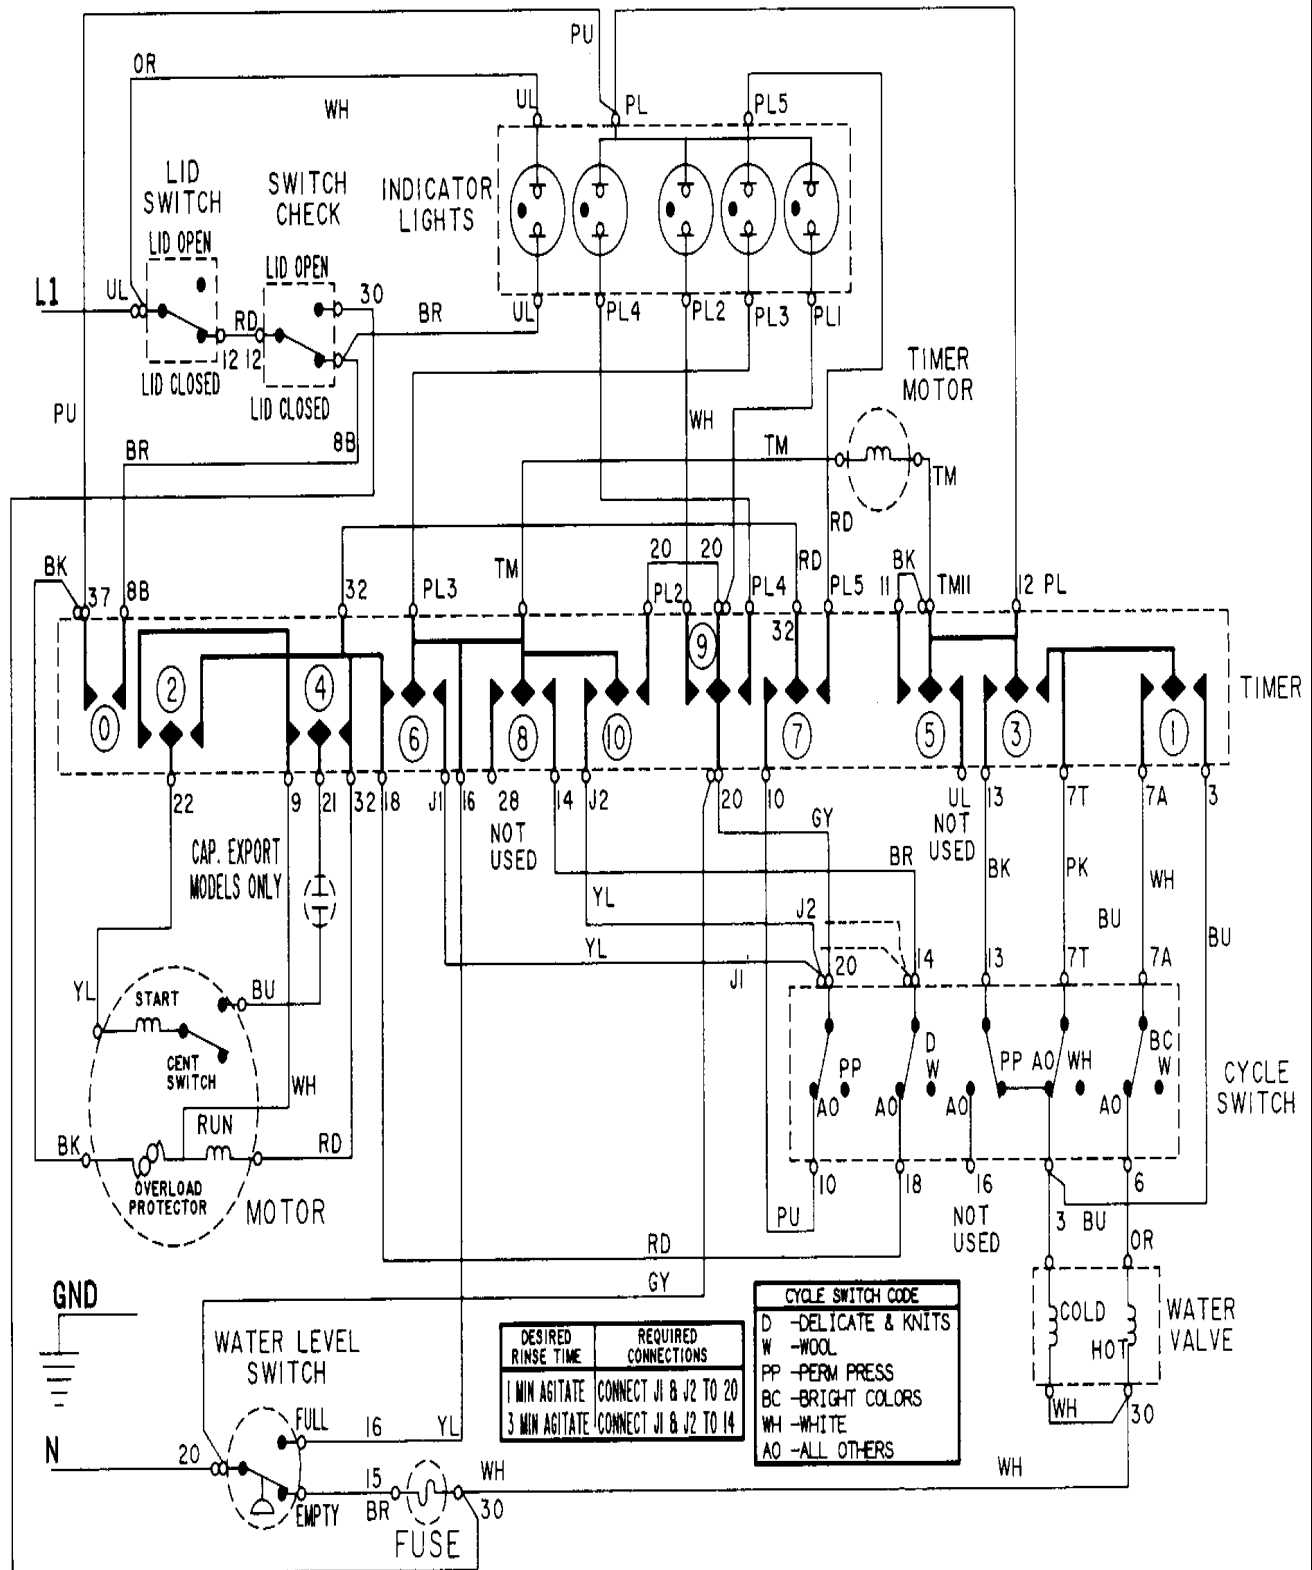 PU
OR
WH
UL
PL
PL5
LID
SWITCH
SWITCH
CHECK
INDICATOR
LIGHTS
LID OPEN
LID OPEN
L1
UL
RD
30
BR
UL
PL4
PL2
PL3
PL1
12 12
LID CLOSED
LID CLOSED
TIMER
MOTOR
PU
WH
8B
BR
TM
TM
RD
BK
37
8B
32
PL3
TM
20
20
PL2
PL4
RD
PL5
BK
11
TM11
12 PL
32
9
2
4
0
6
8
10
7
5
3
1
TIMER
22
9
21
32
18
J1
16
28
14
J2
20
10
UL
13
7T
7A
3
NOT
USED
NOT
USED
GY
CAP. EXPORT
MODELS ONLY
BR
BK
PK
WH
YL
J2
BU
BU
YL
J1
20
14
13
7T
7A
YL
START
BU
CENT
SWITCH
D
W
PP
PP
AO
WH
BC
W
AO
AO
AO
AO
CYCLE
SWITCH
WH
RUN
BK
RD
OVERLOAD
PROTECTOR
MOTOR
10
18
16
6
PU
NOT
USED
3
BU
OR
RD
GY
GND
WATER LEVEL
SWITCH
COLD
HOT
WATER
VALVE
CYCLE SWITCH CODE
D -DELICATE & KNITS
W -WOOL
PP -PERM PRESS
BC -BRIGHT COLORS
WH -WHITE
AO -ALL OTHERS
DESIRED
RINSE TIME
REQUIRED
CONNECTIONS
1 MIN AGITATE CONNECT J1 & J2 TO 20
3 MIN AGITATE CONNECT J1 & J2 TO 14
WH
30
FULL
16
YL
N
20
15
BR
WH
30
WH
EMPTY
FUSE